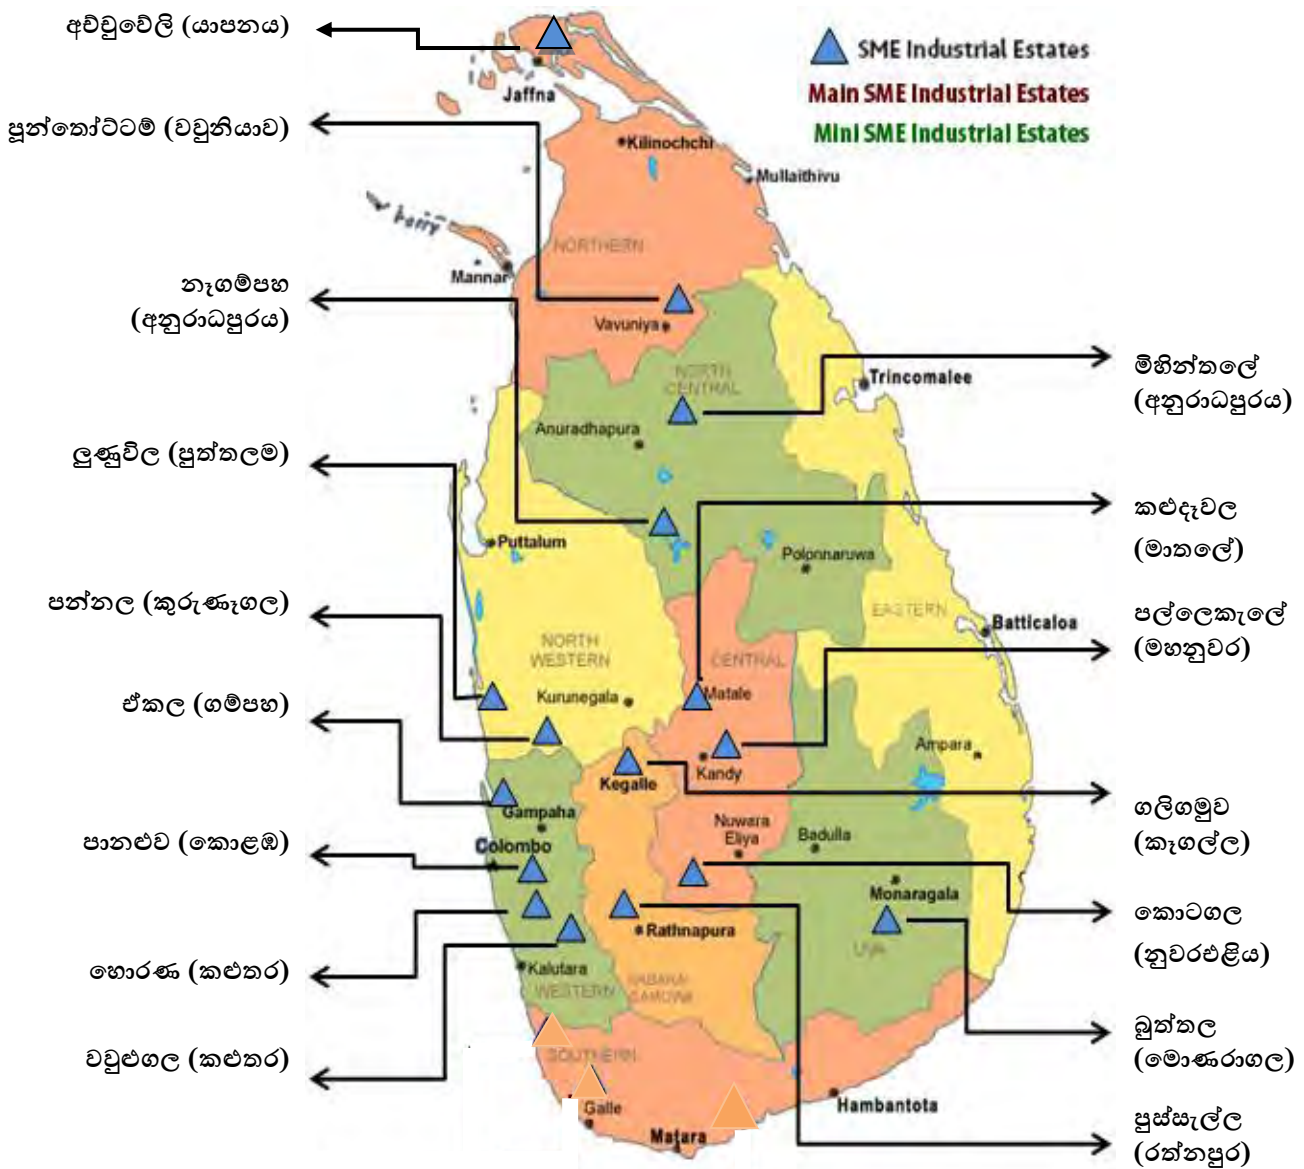 අච්චුවේලි (යාපනය)
පූන්තෝට්ටම් (වවුනියාව)
නෑගම්පහ
(අනුරාධපුරය)
ලුණුවිල (පුත්තලම)
පන්නල (කුරුණෑගල)
ඒකල (ගම්පහ)
පානළුව (කොළඹ)
හොරණ (කළුතර)
වවුළුගල (කළුතර)
SME Industrial Estates
Main SME Industrial Estates
Mini SME Industrial Estates
Jaffna
Kilinochchi
Mullaithivu
Ferry
NORTHERN
Mannar
Vavuniya
NORTH
CENTRAL
Trincomalee
Anuradhapura
Puttalum
Polonnaruwa
EASTERN
Batticaloa
NORTH
WESTERN
CENTRAL
Kurunegala
Matale
Ampara
Kandy
Kegalle
Gampaha
Nuwara
Eliya
Badulla
Colombo
Monaragala
Rathnapura
UVA
Kalutara
WESTERN
SABARA-
GAMUWA
SOUTHERN
Galle
Hambantota
Matara
මිහින්තලේ
(අනුරාධපුරය)
කළුදෑවල
(මාතලේ)
පල්ලෙකැලේ
(මහනුවර)
ගලිගමුව
(කෑගල්ල)
කොටගල
(නුවරඑළිය)
බුත්තල
(මොණරාගල)
පුස්සැල්ල
(රත්නපුර)